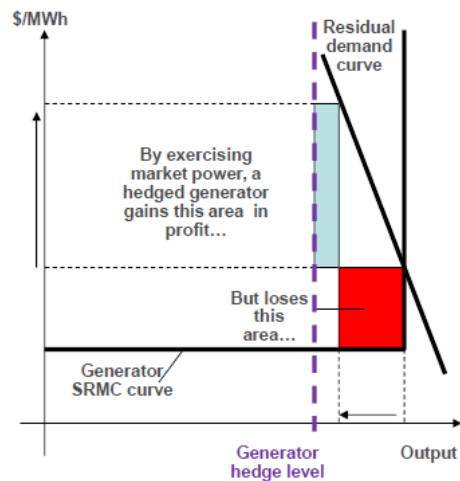 $/MWh
Residual
demand
curve
By exercising
market power, a
hedged generator
gains this area in
profit…
But loses
this
area…
Generator
SRMC curve
Generator
hedge level
Output